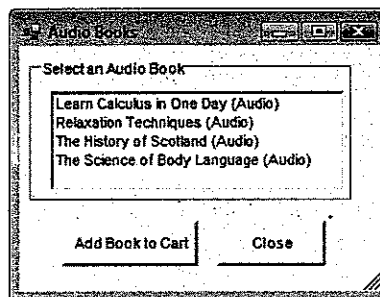 Audio Books
Select an Audio Book
Learn Calculus in One Day (Audio)
Relaxation Techniques (Audio)
The History of Scotland (Audio)
The Science of Body Language (Audio)
Add Book to Cart
Close